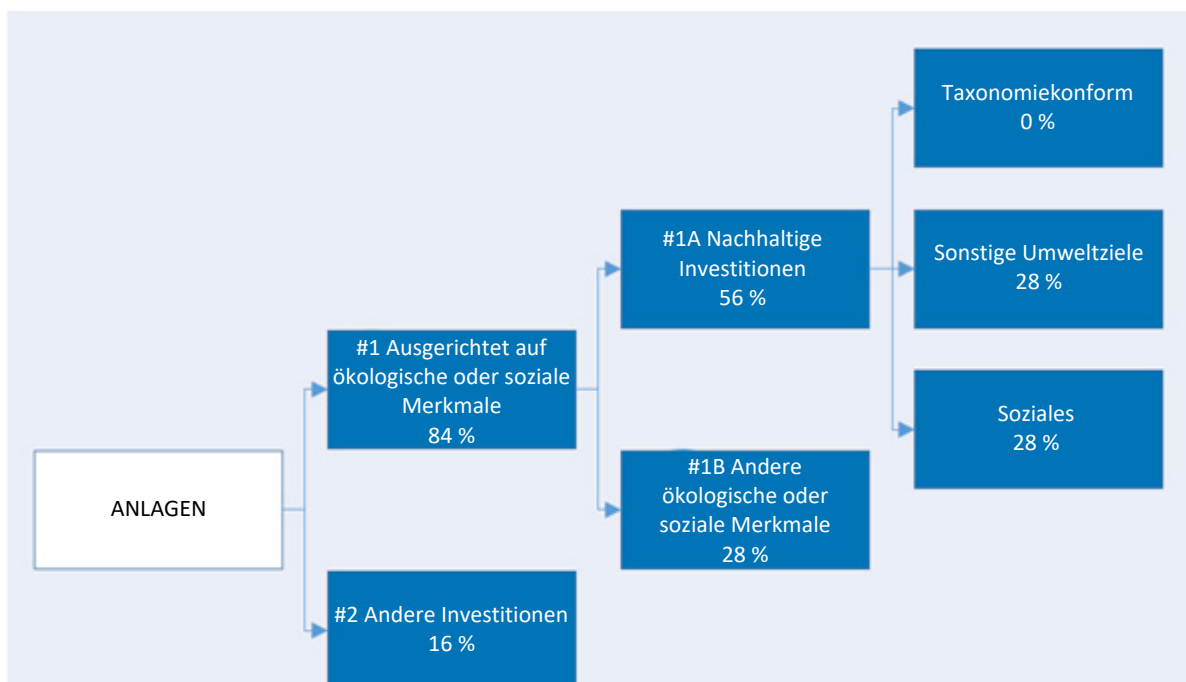 ANLAGEN
#1 Ausgerichtet auf
ökologische oder soziale
Merkmale
84 %
#2 Andere Investitionen
16 %
#1A Nachhaltige
Investitionen
56 %
#1B Andere
ökologische oder
soziale Merkmale
28 %
Taxonomiekonform
0 %
Sonstige Umweltziele
28 %
Soziales
28 %